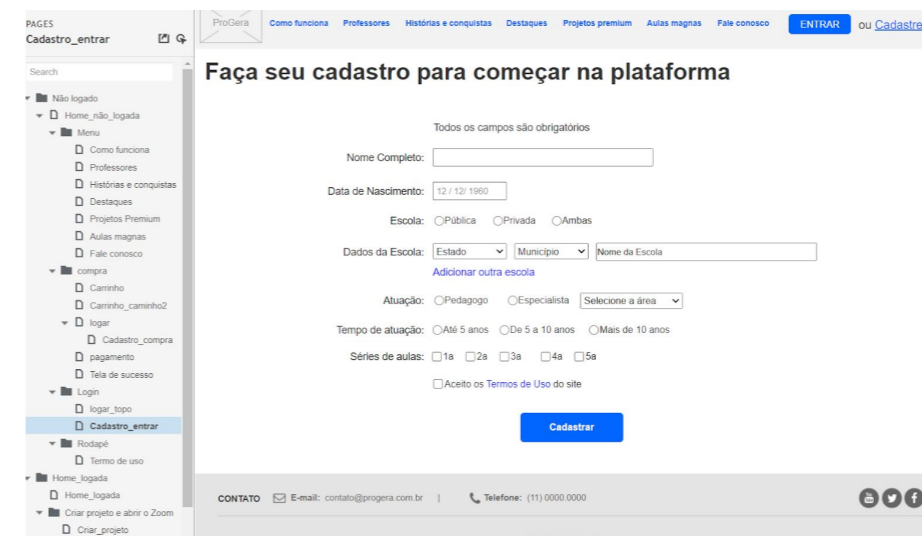 PAGES
Cadastro_entrar
Search
Não logado
Home_não_logada
Menu
Como funciona
Professores
Histórias e conquistas
Destaques
Projetos Premium
Aulas magnas
Fale conosco
compra
Carrinho
Carrinho_caminho2
logar
Cadastro_compra
pagamento
Tela de sucesso
Login
logar_topo
Cadastro_entrar
Rodapé
Termo de uso
Home_logada
Home_logada
Criar projeto e abrir o Zoom
Criar_projeto
ProGera Como funciona Professores Histórias e conquistas Destaques Projetos premium Aulas magnas Fale conosco ENTRAR ou Cadastre
Faça seu cadastro para começar na plataforma
Todos os campos são obrigatórios
Nome Completo:
Data de Nascimento: 12 / 12/ 1960
Escola: Pública Privada Ambas
Dados da Escola: Estado Município Nome da Escola
Adicionar outra escola
Atuação: Pedagogo Especialista Selecione a área
Tempo de atuação: Até 5 anos De 5 a 10 anos Mais de 10 anos
Séries de aulas: 1a 2a 3a 4a 5a
Aceito os Termos de Uso do site
Cadastrar
CONTATO E-mail: contato@progera.com.br | Telefone: (11) 0000.0000